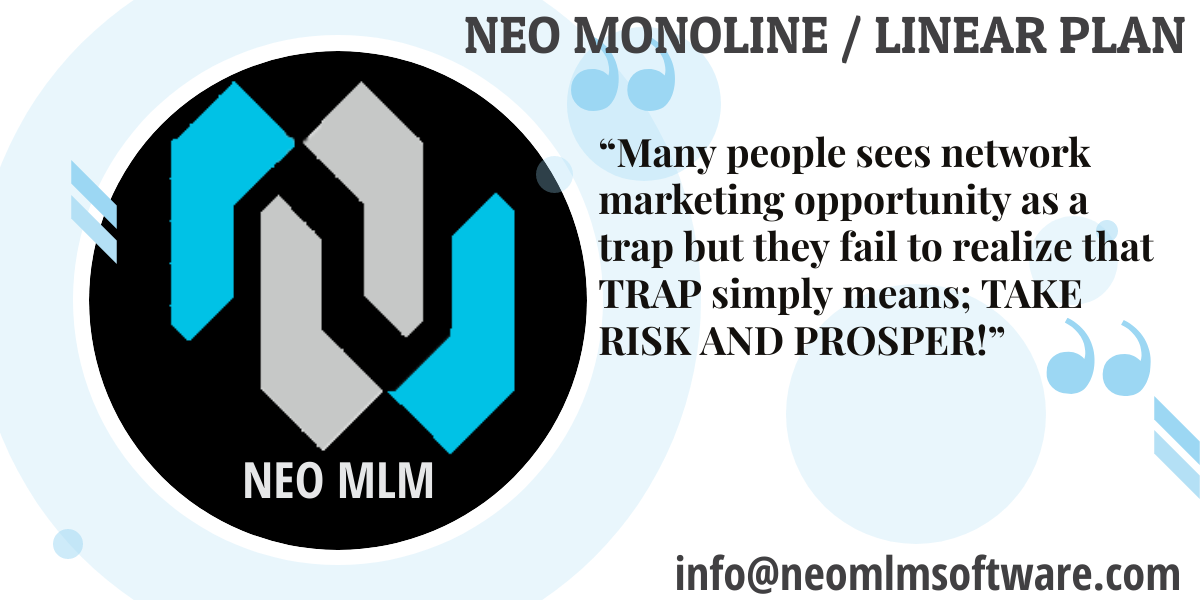 NEO MONOLINE / LINEAR PLAN
“Many people sees network
marketing opportunity as a
trap but they fail to realize that
TRAP simply means; TAKE
RISK AND PROSPER!”
NEO MLM
info@neomlmsoftware.com